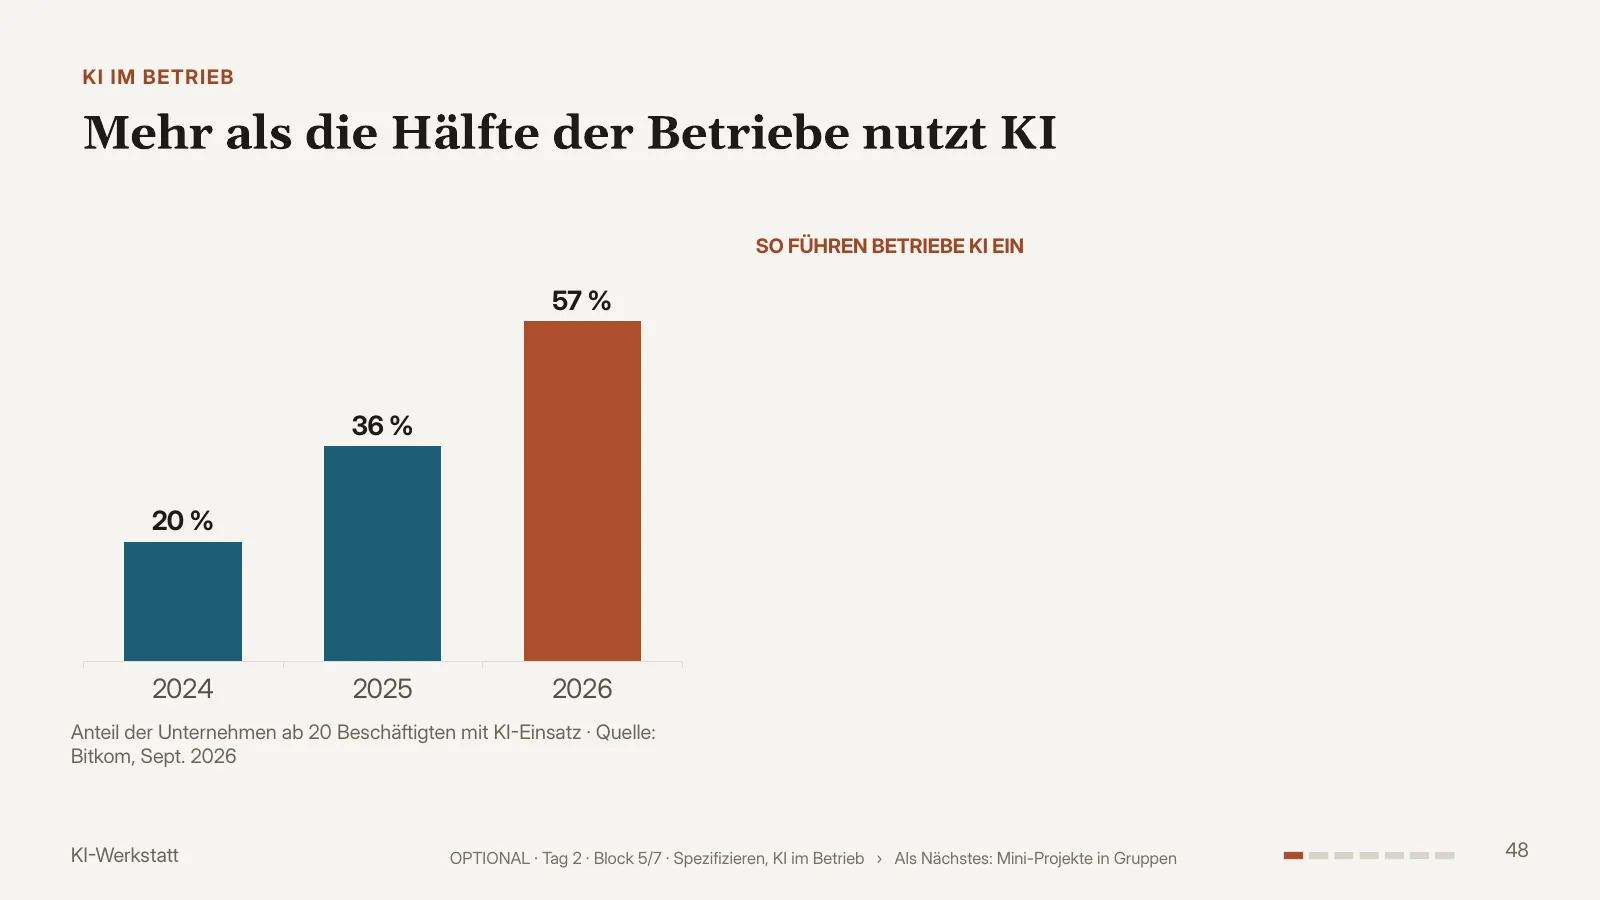 KI IM BETRIEB
Mehr als die Hälfte der Betriebe nutzt KI
SO FÜHREN BETRIEBE KI EIN
57 %
36 %
20 %
2024
2025
2026
Anteil der Unternehmen ab 20 Beschäftigten mit KI-Einsatz · Quelle:
Bitkom, Sept. 2026
KI-Werkstatt
OPTIONAL · Tag 2 · Block 5/7 · Spezifizieren, KI im Betrieb › Als Nächstes: Mini-Projekte in Gruppen
48